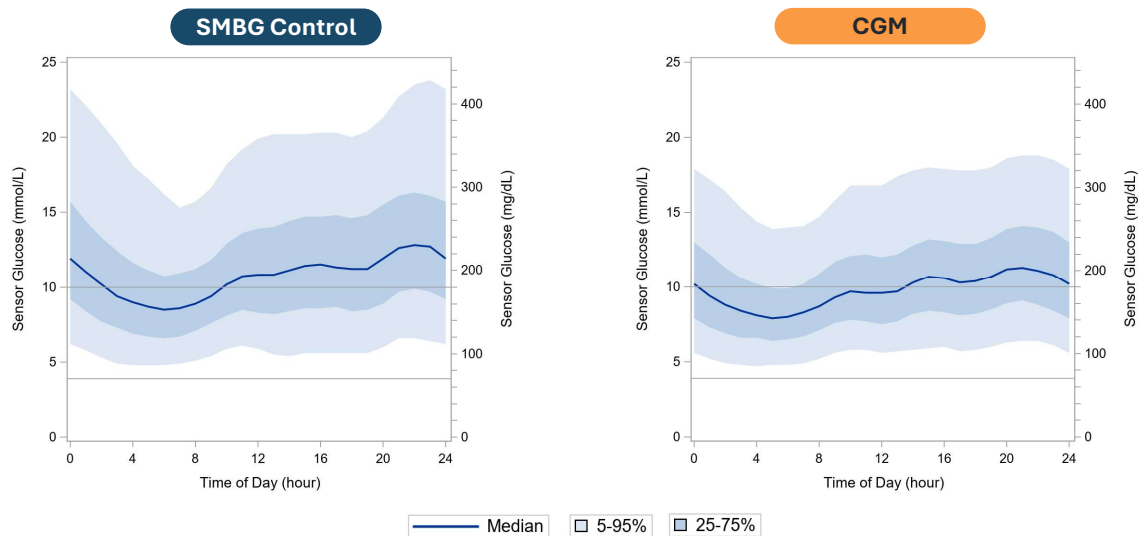 SMBG Control
CGM
25
20
15
10
5
0
Sensor Glucose (mmol/L)
400
300
200
100
0
Sensor Glucose (mg/dL)
0 4 8 12 16 20 24
Time of Day (hour)
25
20
15
10
5
0
Sensor Glucose (mmol/L)
400
300
200
100
0
Sensor Glucose (mg/dL)
0 4 8 12 16 20 24
Time of Day (hour)
Median 5-95% 25-75%